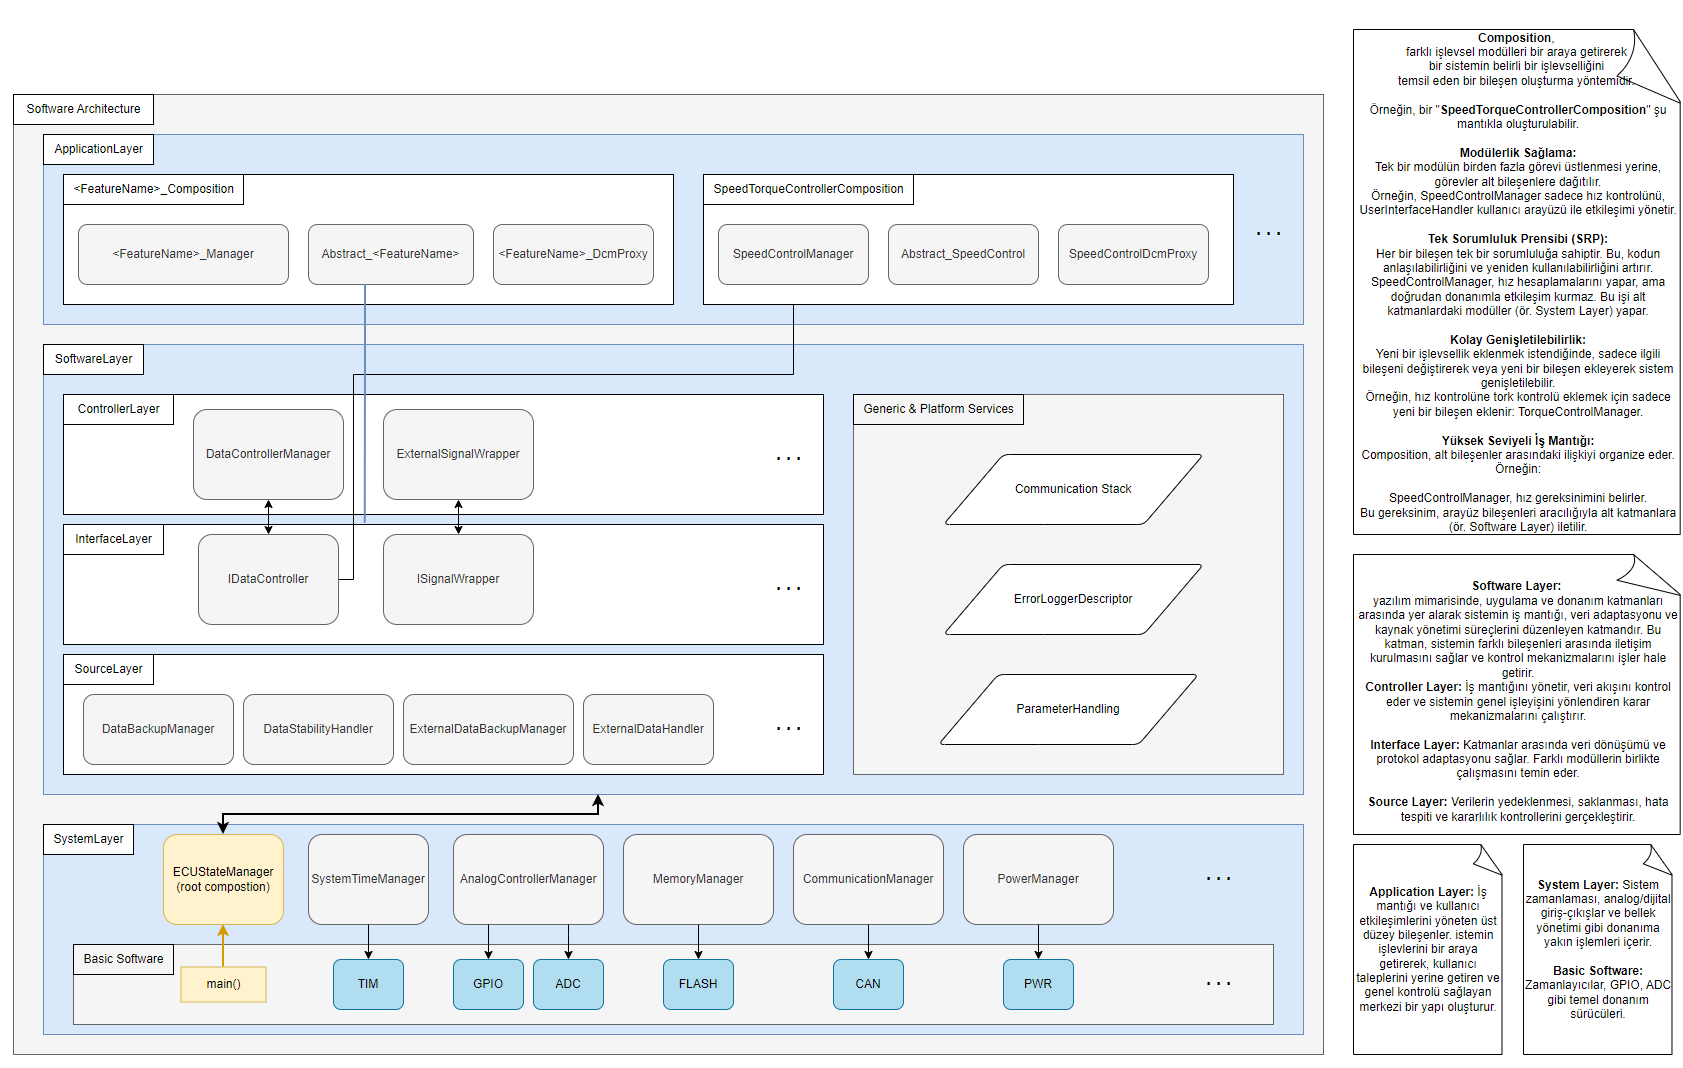 Software Architecture
ApplicationLayer
<FeatureName>_Composition
<FeatureName>_Manager
Abstract_<FeatureName>
<FeatureName>_DcmProxy
SpeedTorqueControllerComposition
SpeedControlManager
Abstract_SpeedControl
SpeedControlDcmProxy
...
SoftwareLayer
ControllerLayer
DataControllerManager
ExternalSignalWrapper
...
InterfaceLayer
IDataController
ISignalWrapper
...
SourceLayer
DataBackupManager
DataStabilityHandler
ExternalDataBackupManager
ExternalDataHandler
...
Generic & Platform Services
Communication Stack
ErrorLoggerDescriptor
ParameterHandling
SystemLayer
ECUStateManager
(root compostion)
SystemTimeManager
AnalogControllerManager
MemoryManager
CommunicationManager
PowerManager
...
Basic Software
main()
TIM
GPIO
ADC
FLASH
CAN
PWR
...
Composition,
farklı işlevsel modülleri bir araya getirerek
bir sistemin belirli bir işlevselliğini
temsil eden bir bileşen oluşturma yöntemidir.
Örneğin, bir "SpeedTorqueControllerComposition" şu
mantıkla oluşturulabilir.
Modülerlik Sağlama:
Tek bir modülün birden fazla görevi üstlenmesi yerine,
görevler alt bileşenlere dağıtılır.
Örneğin, SpeedControlManager sadece hız kontrolünü,
UserInterfaceHandler kullanıcı arayüzü ile etkileşimi yönetir.
Tek Sorumluluk Prensibi (SRP):
Her bir bileşen tek bir sorumluluğa sahiptir. Bu, kodun
anlaşılabilirliğini ve yeniden kullanılabilirliğini artırır.
SpeedControlManager, hız hesaplamalarını yapar, ama
doğrudan donanımla etkileşim kurmaz. Bu işi alt
katmanlardaki modüller (ör. System Layer) yapar.
Kolay Genişletilebilirlik:
Yeni bir işlevsellik eklenmek istendiğinde, sadece ilgili
bileşeni değiştirerek veya yeni bir bileşen ekleyerek sistem
genişletilebilir.
Örneğin, hız kontrolüne tork kontrolü eklemek için sadece
yeni bir bileşen eklenir: TorqueControlManager.
Yüksek Seviyeli İş Mantığı:
Composition, alt bileşenler arasındaki ilişkiyi organize eder.
Örneğin:
SpeedControlManager, hız gereksinimini belirler.
Bu gereksinim, arayüz bileşenleri aracılığıyla alt katmanlara
(ör. Software Layer) iletilir.
Software Layer:
yazılım mimarisinde, uygulama ve donanım katmanları
arasında yer alarak sistemin iş mantığı, veri adaptasyonu ve
kaynak yönetimi süreçlerini düzenleyen katmandır. Bu
katman, sistemin farklı bileşenleri arasında iletişim
kurulmasını sağlar ve kontrol mekanizmalarını işler hale
getirir.
Controller Layer: İş mantığını yönetir, veri akışını kontrol
eder ve sistemin genel işleyişini yönlendiren karar
mekanizmalarını çalıştırır.
Interface Layer: Katmanlar arasında veri dönüşümü ve
protokol adaptasyonu sağlar. Farklı modüllerin birlikte
çalışmasını temin eder.
Source Layer: Verilerin yedeklenmesi, saklanması, hata
tespiti ve kararlılık kontrollerini gerçekleştirir.
Application Layer: İş
mantığı ve kullanıcı
etkileşimlerini yöneten üst
düzey bileşenler. istemin
işlevlerini bir araya
getirerek, kullanıcı
taleplerini yerine getiren ve
genel kontrolü sağlayan
merkezi bir yapı oluşturur.
System Layer: Sistem
zamanlaması, analog/dijital
giriş-çıkışlar ve bellek
yönetimi gibi donanıma
yakın işlemleri içerir.
Basic Software:
Zamanlayıcılar, GPIO, ADC
gibi temel donanım
sürücüleri.